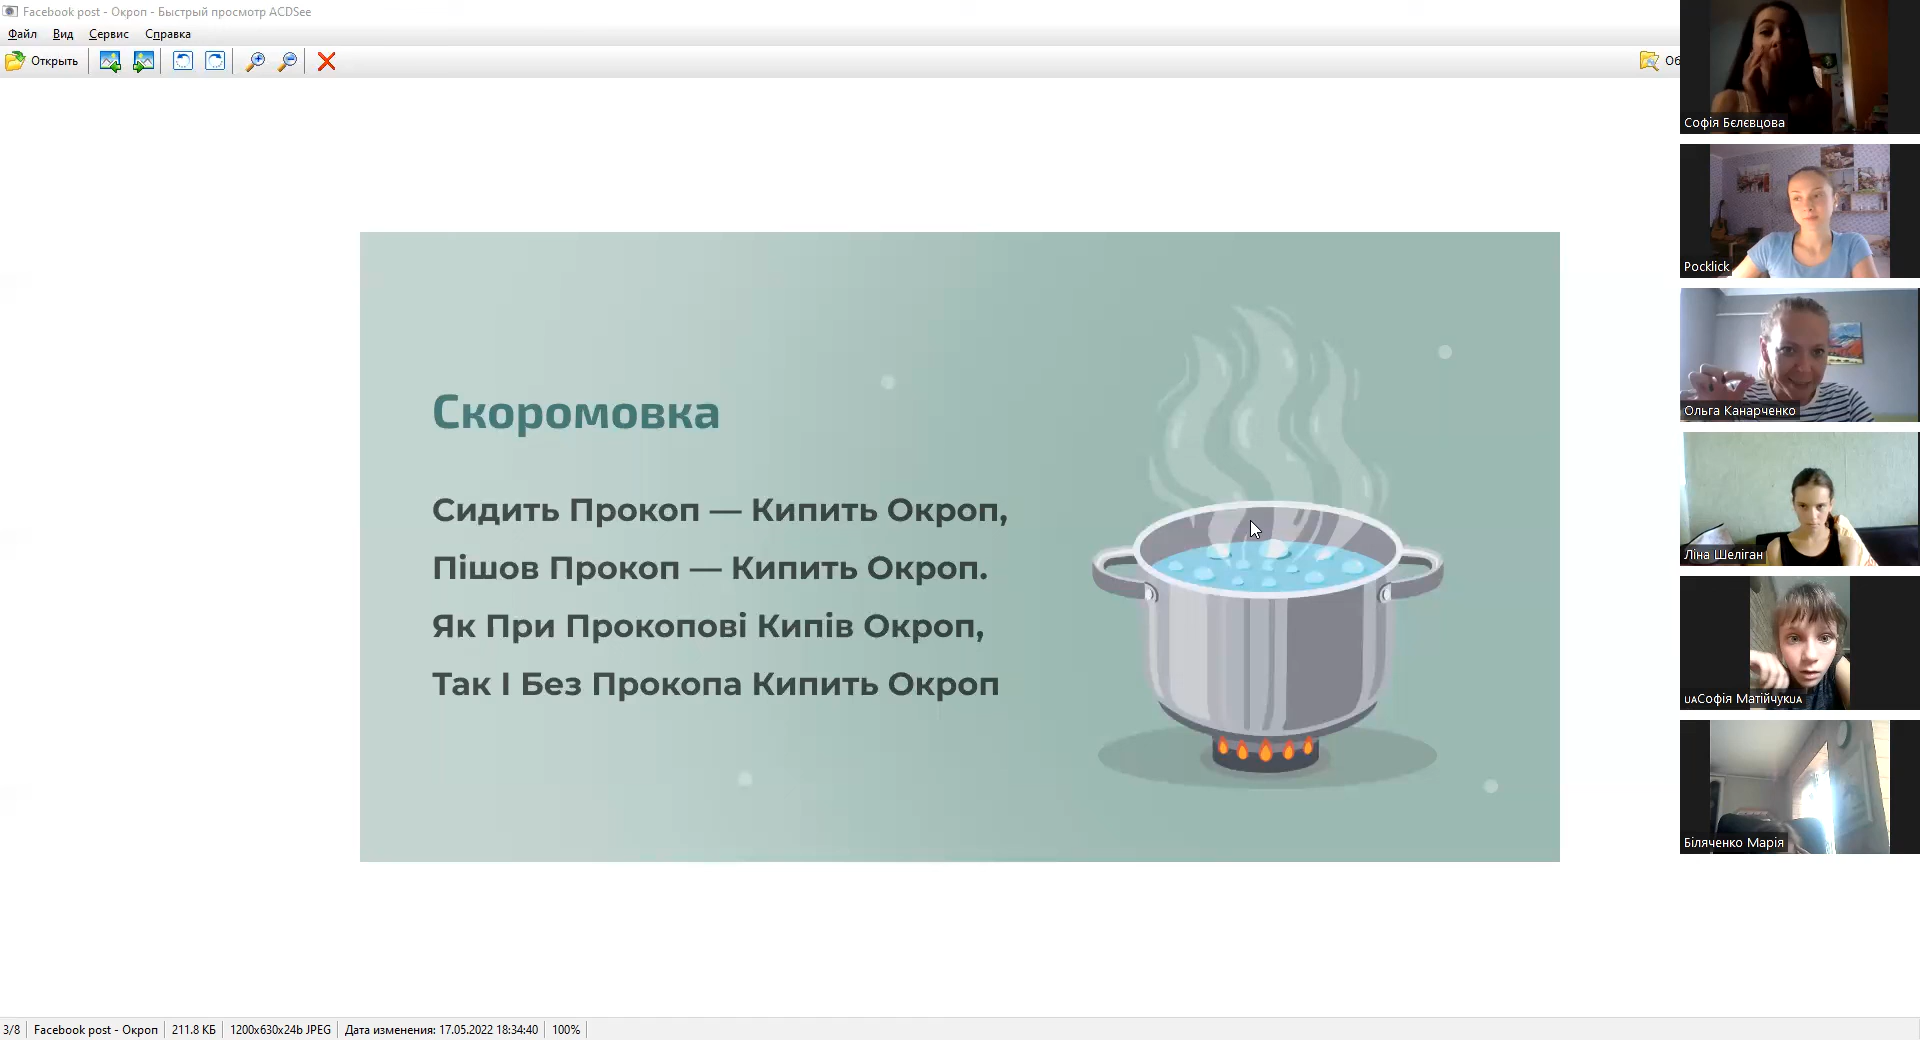 Facebook post - Окроп - Быстрый просмотр ACDSee
Файл Вид Сервис Справка
Открыть
Об
Скоромовка
Сидить Прокоп — Кипить Окроп,
Пішов Прокоп — Кипить Окроп.
Як При Прокопові Кипів Окроп,
Так І Без Прокопа Кипить Окроп
Софія Бєлєвцова
Pocklick
Ольга Канарченко
Ліна Шеліган
UAСофія МатійчукUA
Біляченко Марія
3/8 Facebook post - Окроп 211.8 КБ 1200x630x24b JPEG Дата изменения: 17.05.2022 18:34:40 100%